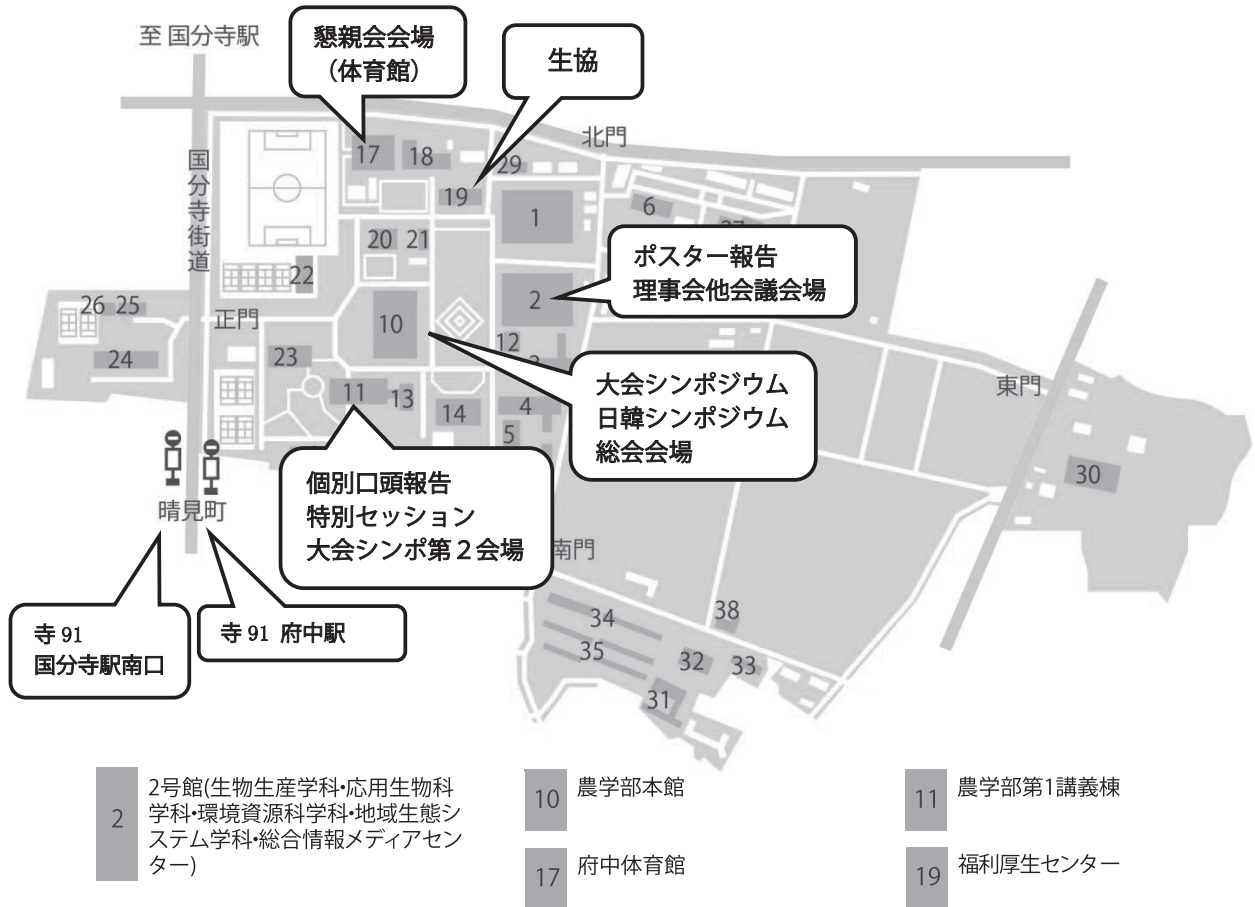 至 国分寺駅
懇親会会場
（体育館）
生協
北門
国分寺街道
17
18
29
19
1
6
20
21
22
2
ポスター報告
理事会他会議会場
26
25
正門
10
24
23
12
11
13
14
4
5
大会シンポジウム
日韓シンポジウム
総会会場
東門
30
個別口頭報告
特別セッション
大会シンポ第２会場
晴見町
南門
寺 91
国分寺駅南口
寺 91 府中駅
34
35
38
32
33
31
2
2号館(生物生産学科・応用生物科
学科・環境資源科学科・地域生態シ
ステム学科・総合情報メディアセン
ター)
10
農学部本館
11
農学部第1講義棟
17
府中体育館
19
福利厚生センター